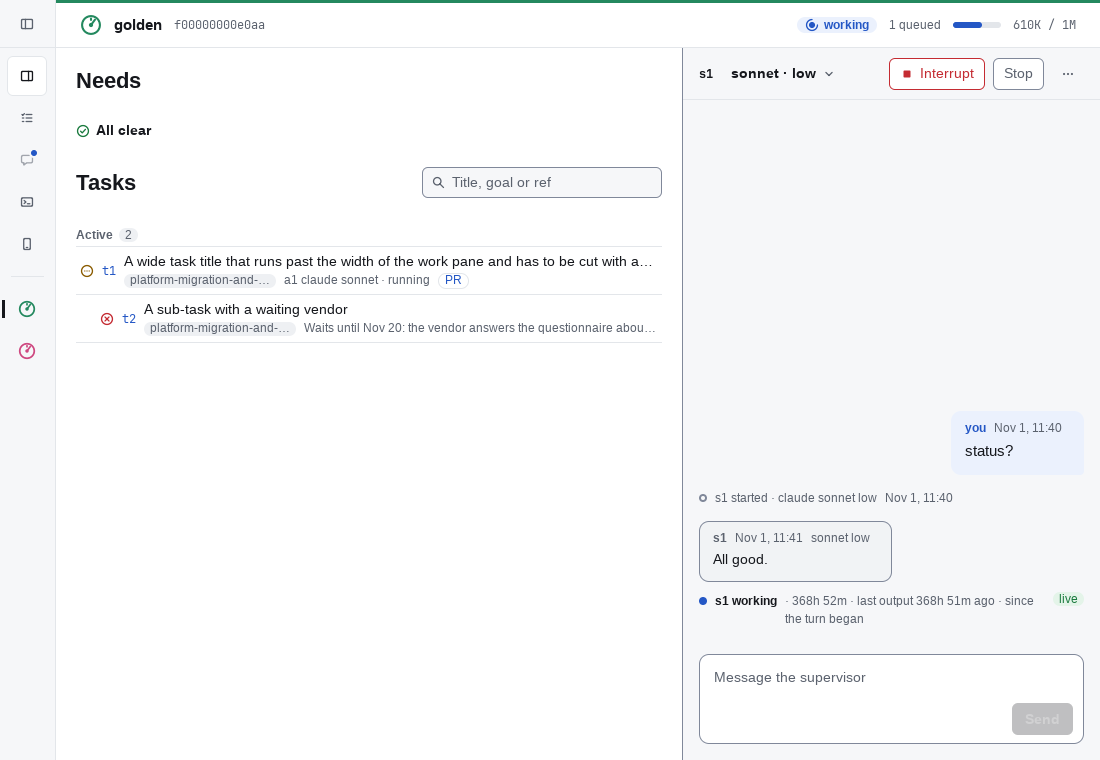 golden f00000000e0aa
working 1 queued 610K / 1M
Needs
All clear
Tasks
Title, goal or ref
Active 2
t1 A wide task title that runs past the width of the work pane and has to be cut with a…
platform-migration-and-… a1 claude sonnet · running PR
t2 A sub-task with a waiting vendor
platform-migration-and-… Waits until Nov 20: the vendor answers the questionnaire abou…
s1 sonnet · low Interrupt Stop
you Nov 1, 11:40
status?
s1 started · claude sonnet low Nov 1, 11:40
s1 Nov 1, 11:41 sonnet low
All good.
s1 working · 368h 52m · last output 368h 51m ago · since live
the turn began
Message the supervisor
Send